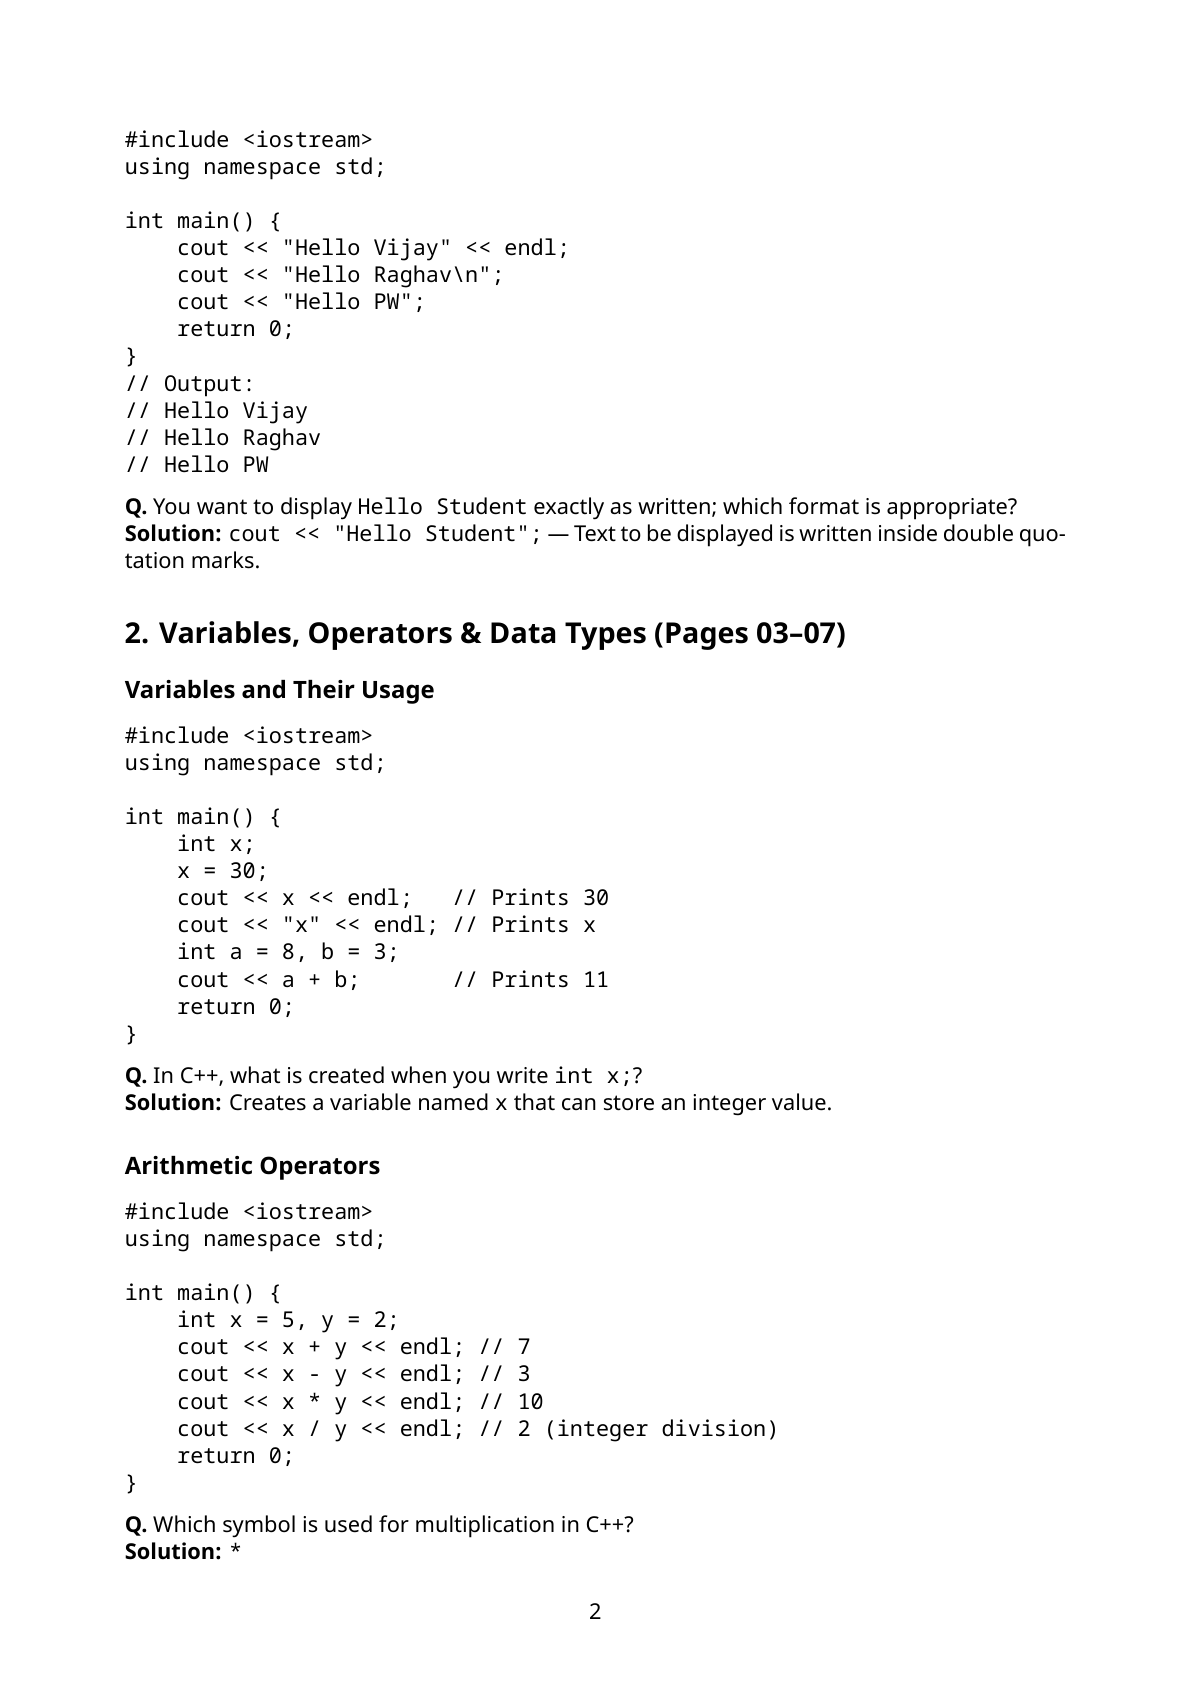 #include <iostream>
using namespace std;

int main() {
    cout << "Hello Vijay" << endl;
    cout << "Hello Raghav\n";
    cout << "Hello PW";
    return 0;
}
// Output:
// Hello Vijay
// Hello Raghav
// Hello PW
Q. You want to display Hello Student exactly as written; which format is appropriate?
Solution: cout << "Hello Student"; — Text to be displayed is written inside double quo-
tation marks.
2. Variables, Operators & Data Types (Pages 03–07)
Variables and Their Usage
#include <iostream>
using namespace std;

int main() {
    int x;
    x = 30;
    cout << x << endl;   // Prints 30
    cout << "x" << endl; // Prints x
    int a = 8, b = 3;
    cout << a + b;       // Prints 11
    return 0;
}
Q. In C++, what is created when you write int x;?
Solution: Creates a variable named x that can store an integer value.
Arithmetic Operators
#include <iostream>
using namespace std;

int main() {
    int x = 5, y = 2;
    cout << x + y << endl; // 7
    cout << x - y << endl; // 3
    cout << x * y << endl; // 10
    cout << x / y << endl; // 2 (integer division)
    return 0;
}
Q. Which symbol is used for multiplication in C++?
Solution: *
2